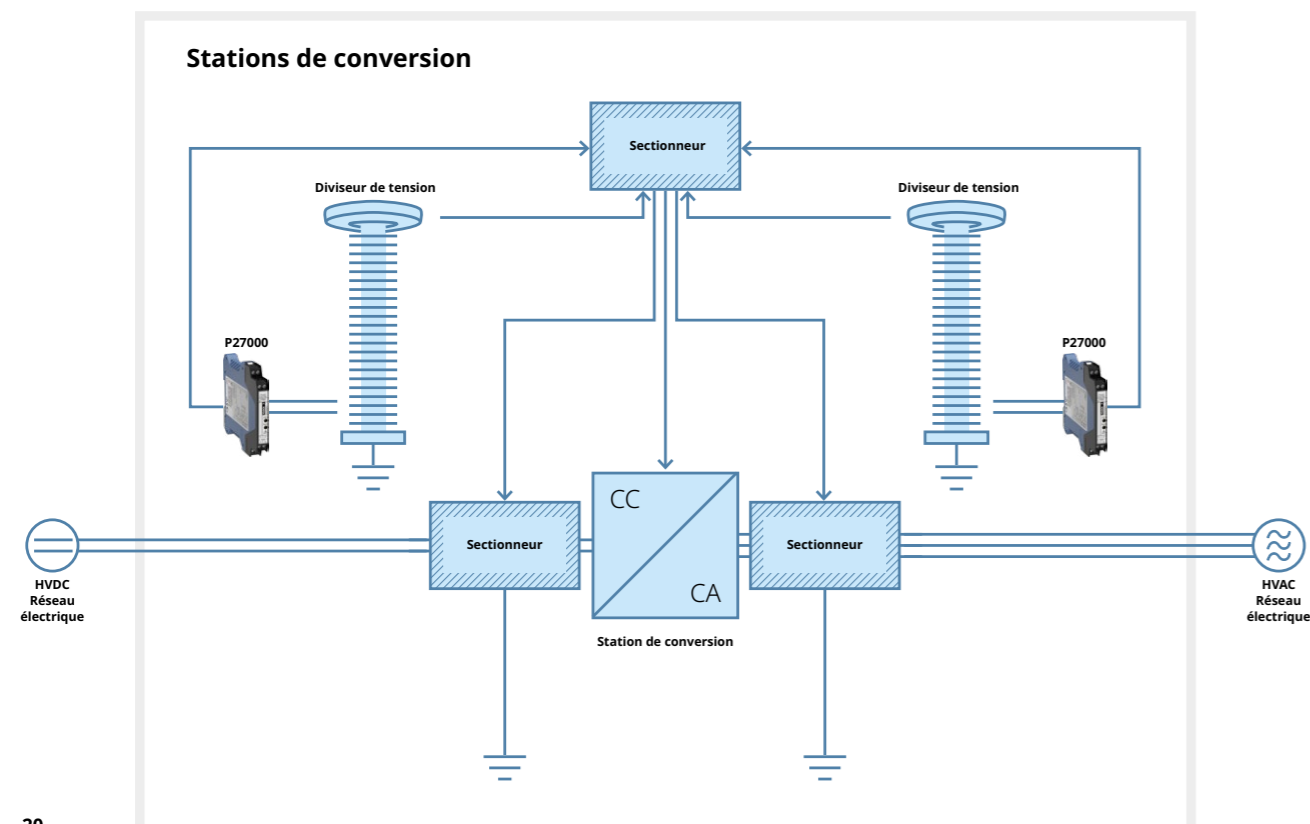 Stations de conversion
Sectionneur
Diviseur de tension
Diviseur de tension
P27000
P27000
CC
CA
Sectionneur
Sectionneur
HVDC
Réseau
électrique
HVAC
Réseau
électrique
Station de conversion